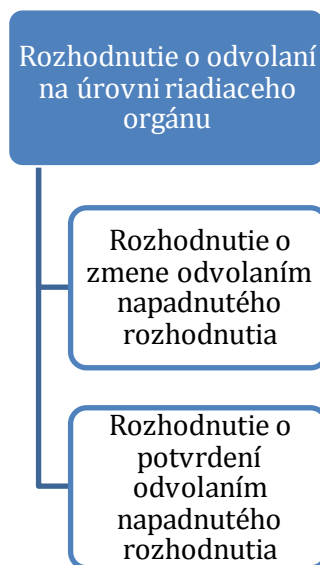 Rozhodnutie o odvolaní
na úrovni riadiaceho
orgánu
Rozhodnutie o
zmene odvolaním
napadnutého
rozhodnutia
Rozhodnutie o
potvrdení
odvolaním
napadnutého
rozhodnutia